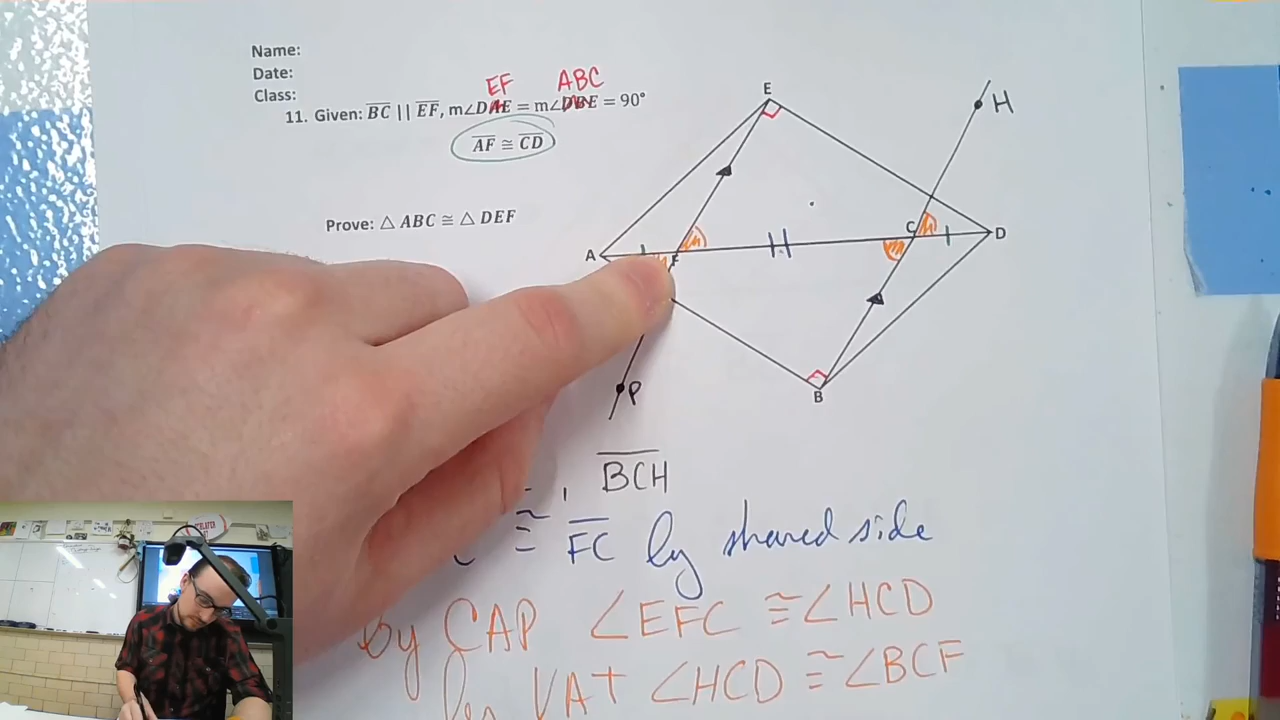 Name:
Date:
Class:
EF ABC
11. Given: BC || EF, m∠DAE = m∠DBE = 90°
AF ≅ CD
Prove: △ ABC ≅ △ DEF
E
H
A
F
C
D
P
B
BCH
≅ FC by shared side
By CAP ∠EFC ≅ ∠HCD
by VAT ∠HCD ≅ ∠BCF